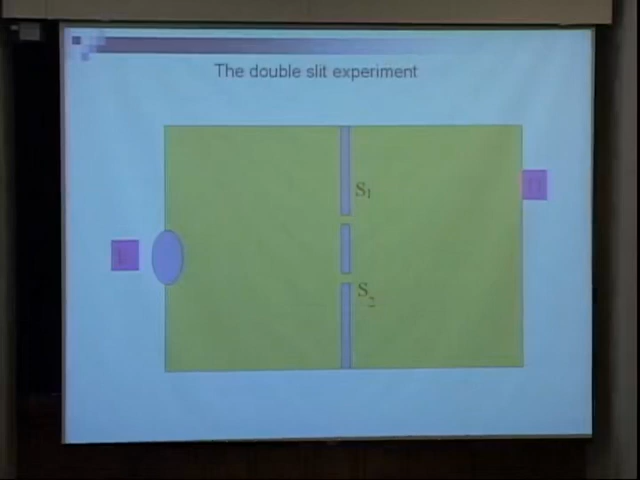 The double slit experiment
S₁
S₂